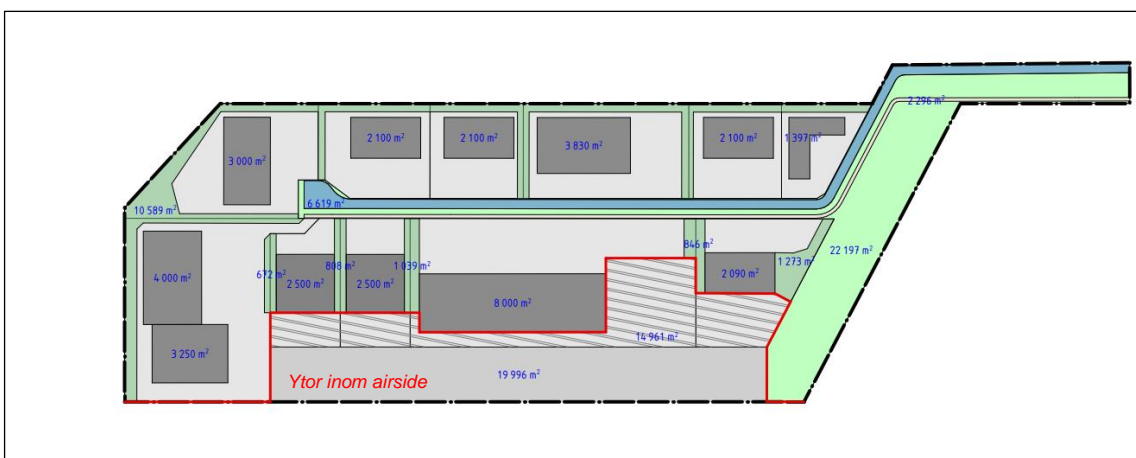 2 296 m²
2 100 m²
2 100 m²
3 830 m²
2 100 m²
1 397 m²
3 000 m²
6 619 m²
10 589 m²
672 m²
808 m²
1 039 m²
846 m²
1 273 m²
22 197 m²
4 000 m²
2 500 m²
2 500 m²
8 000 m²
2 090 m²
14 961 m²
3 250 m²
19 996 m²
Ytor inom airside